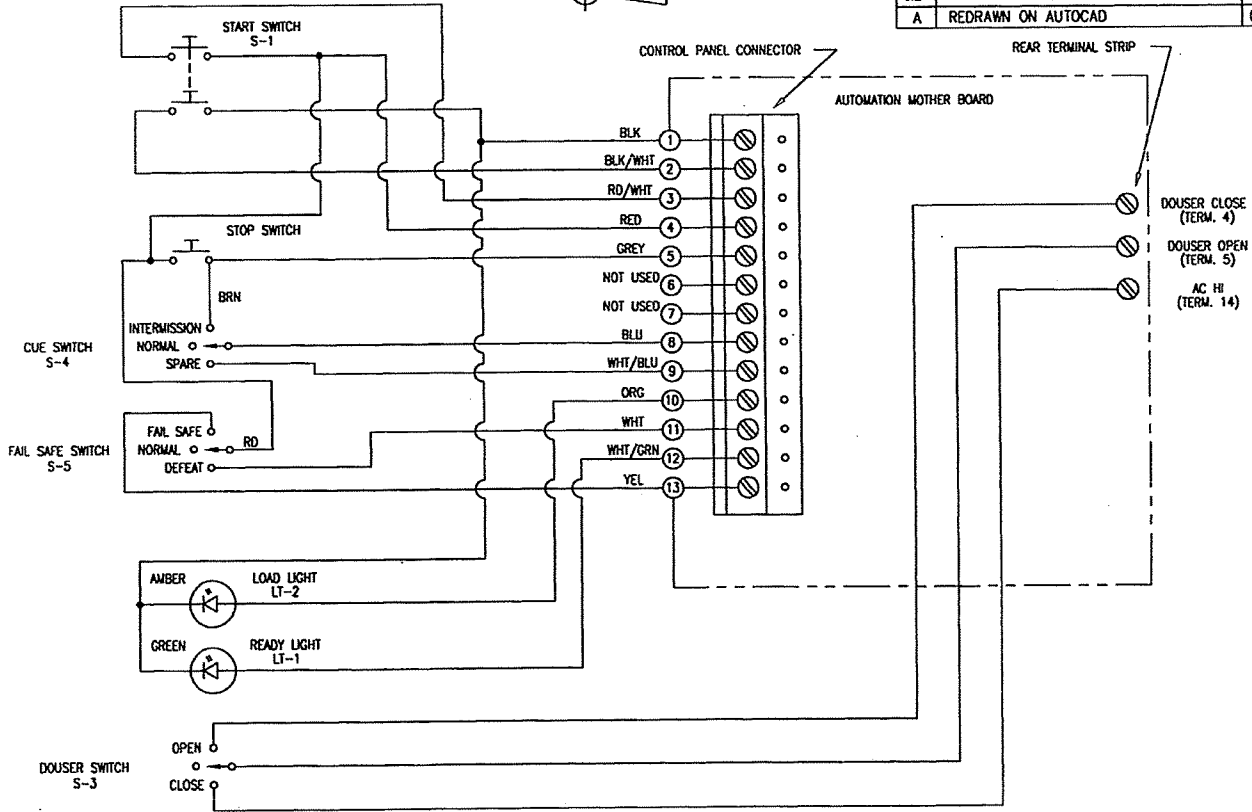 A REDRAWN ON AUTOCAD
START SWITCH
S-1
CONTROL PANEL CONNECTOR
REAR TERMINAL STRIP
AUTOMATION MOTHER BOARD
BLK 1
BLK/WHT 2
RD/WHT 3
RED 4
GREY 5
NOT USED 6
NOT USED 7
BLU 8
WHT/BLU 9
ORG 10
WHT 11
WHT/GRN 12
YEL 13
DOUSER CLOSE
(TERM. 4)
DOUSER OPEN
(TERM. 5)
AC HI
(TERM. 14)
STOP SWITCH
BRN
CUE SWITCH
S-4
INTERMISSION
NORMAL
SPARE
FAIL SAFE SWITCH
S-5
FAIL SAFE
NORMAL
DEFEAT
RD
AMBER
LOAD LIGHT
LT-2
GREEN
READY LIGHT
LT-1
DOUSER SWITCH
S-3
OPEN
CLOSE